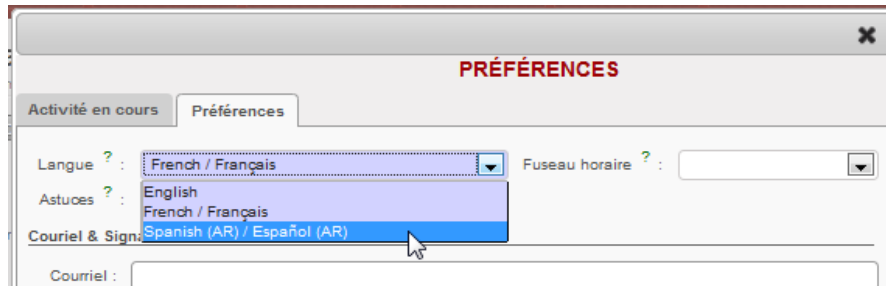 PRÉFÉRENCES
Activité en cours Préférences
Langue ? : French / Français Fuseau horaire ? :
Astuces ? : English
French / Français
Spanish (AR) / Español (AR)
Couriel & Sign
Courriel :